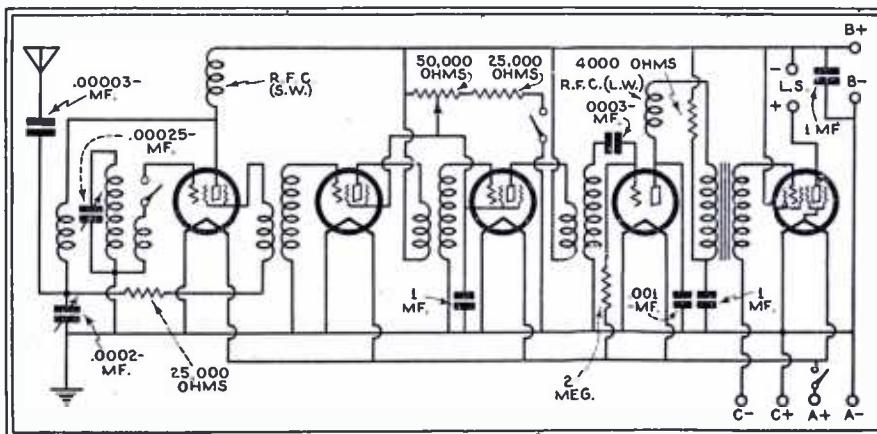 .00003-
MF.
.00025-
MF.
R.F.C.
(S.W.)
50,000
OHMS
25,000
OHMS
4000 OHMS
R.F.C.(L.W.)
.0003-
MF.
-
L.S.
+
B+
B-
1 MF
.0002-
MF.
25,000
OHMS
1
MF.
2
MEG.
.001
MF.
1
MF.
C-
C+
A+
A-